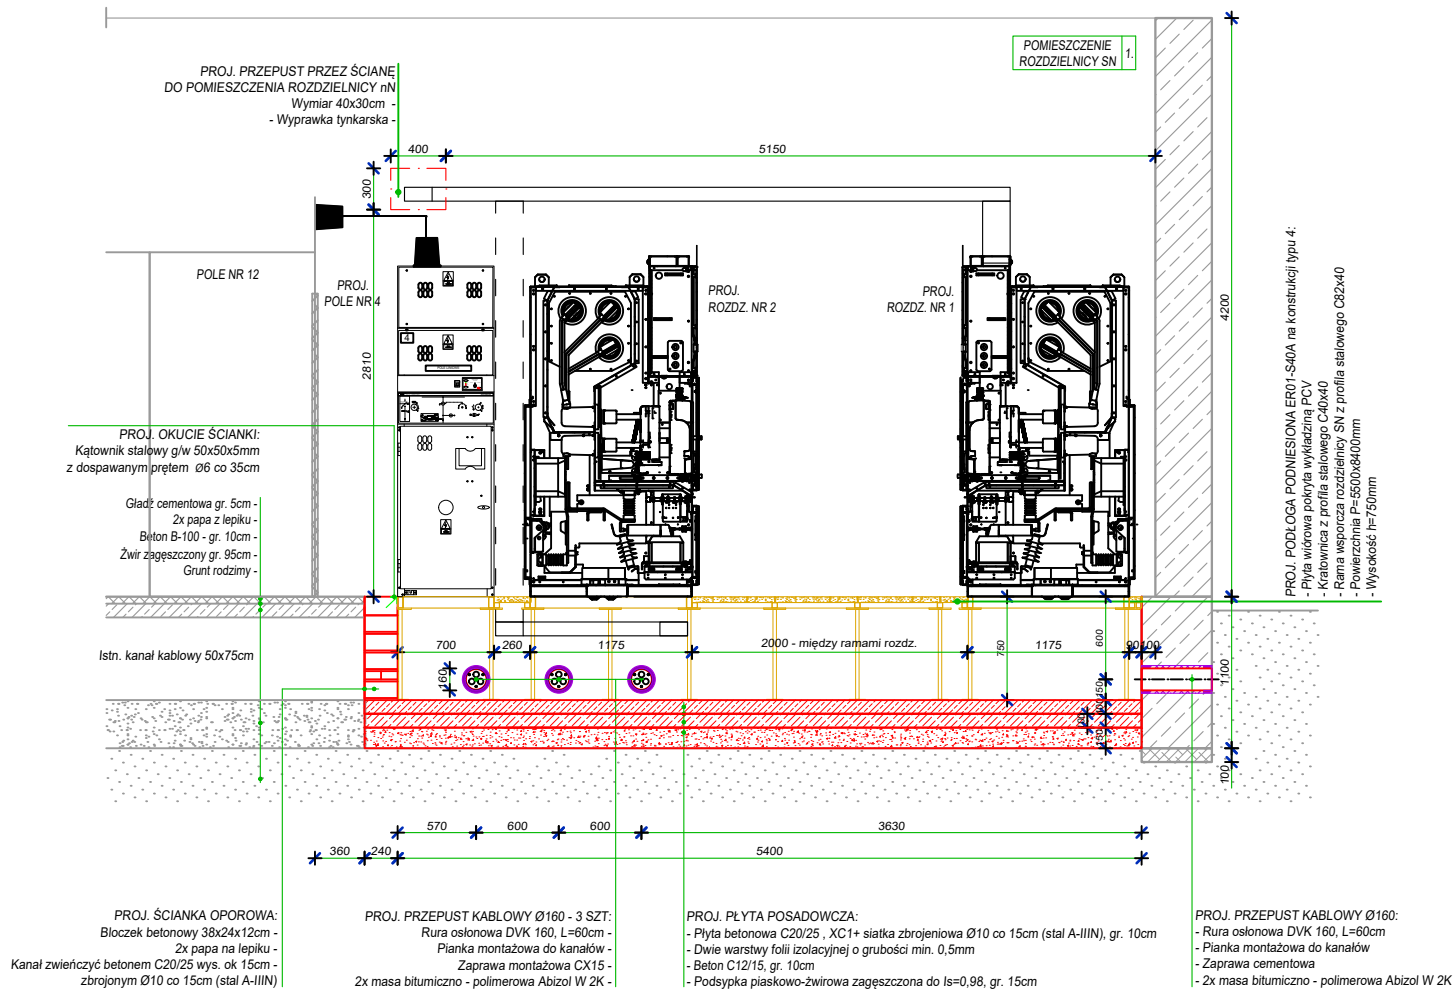 POMIESZCZENIE
ROZDZIELNICY SN
1.
PROJ. PRZEPUST PRZEZ ŚCIANĘ
DO POMIESZCZENIA ROZDZIELNICY nN
Wymiar 40x30cm -
- Wyprawka tynkarska -
400
5150
300
2810
4200
POLE NR 12
PROJ.
POLE NR 4
4
PROJ.
ROZDZ. NR 2
PROJ.
ROZDZ. NR 1
PROJ. PODŁOGA PODNIESIONA ER01-S40A na konstrukcji typu 4:
- Płyta wiórowa pokryta wykładziną PCV
- Kratownica z profila stalowego C40x40
- Rama wsporcza rozdzielnicy SN z profila stalowego C82x40
- Powierzchnia P=5500x8400mm
- Wysokość h=750mm
PROJ. OKUCIE ŚCIANKI:
Kątownik stalowy g/w 50x50x5mm
z dospawanym prętem Ø6 co 35cm
Gładź cementowa gr. 5cm -
2x papa z lepiku -
Beton B-100 - gr. 10cm -
Żwir zagęszczony gr. 95cm -
Grunt rodzimy -
Istn. kanał kablowy 50x75cm
700
260
1175
2000 - między ramami rozdz.
750
1175
600
90
100
160
150
100
150
1100
100
570
600
600
3630
360
240
5400
PROJ. ŚCIANKA OPOROWA:
Bloczek betonowy 38x24x12cm -
2x papa na lepiku -
Kanał zwieńczyć betonem C20/25 wys. ok 15cm -
zbrojonym Ø10 co 15cm (stal A-IIIN)
PROJ. PRZEPUST KABLOWY Ø160 - 3 SZT:
Rura osłonowa DVK 160, L=60cm -
Pianka montażowa do kanałów -
Zaprawa montażowa CX15 -
2x masa bitumiczno - polimerowa Abizol W 2K -
PROJ. PŁYTA POSADOWCZA:
- Płyta betonowa C20/25 , XC1+ siatka zbrojeniowa Ø10 co 15cm (stal A-IIIN), gr. 10cm
- Dwie warstwy folii izolacyjnej o grubości min. 0,5mm
- Beton C12/15, gr. 10cm
- Podsypka piaskowo-żwirowa zagęszczona do Is=0,98, gr. 15cm
PROJ. PRZEPUST KABLOWY Ø160:
- Rura osłonowa DVK 160, L=60cm
- Pianka montażowa do kanałów
- Zaprawa cementowa
- 2x masa bitumiczno - polimerowa Abizol W 2K